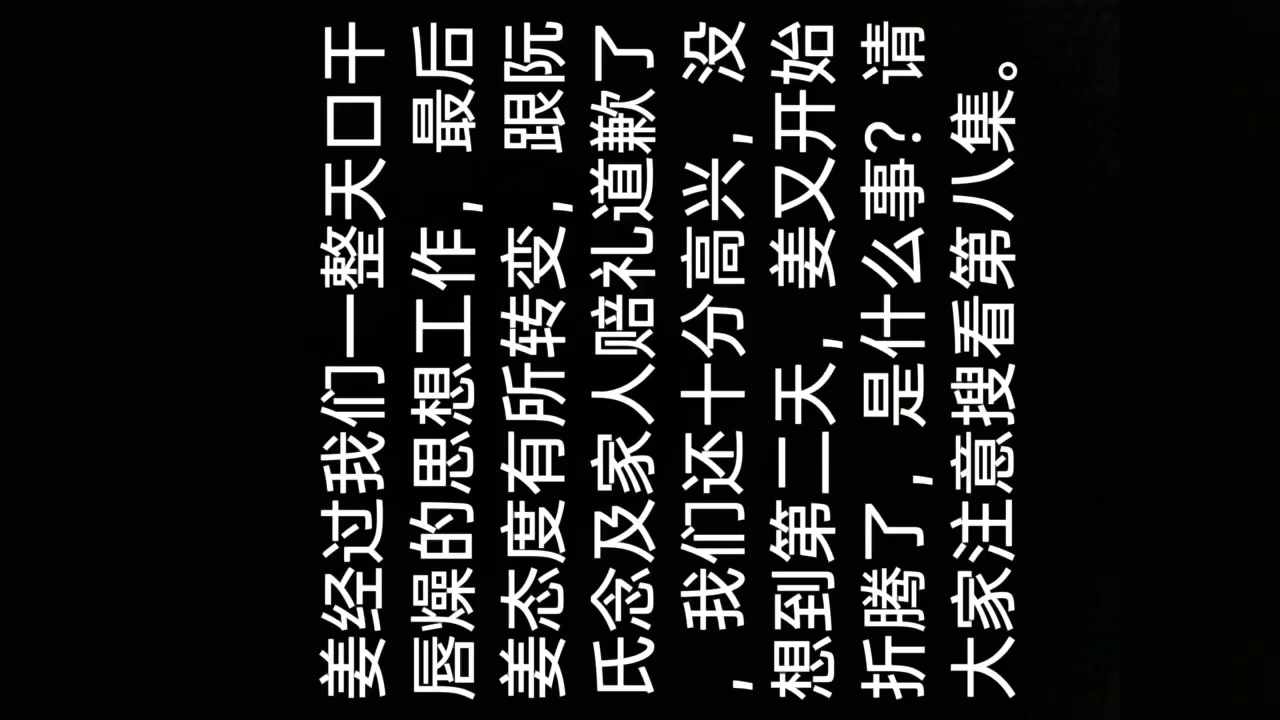 姜经过我们一整天口干
唇燥的思想工作，最后
姜态度有所转变，跟阮
氏念及家人赔礼道歉了
，我们还十分高兴，没
想到第二天，姜又开始
折腾了，是什么事？请
大家注意搜看第八集。